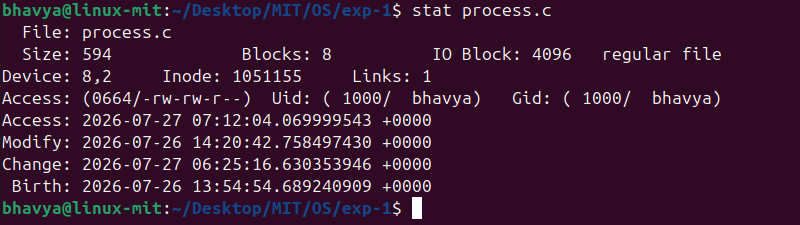 bhavya@linux-mit:~/Desktop/MIT/OS/exp-1$ stat process.c
  File: process.c
  Size: 594             Blocks: 8          IO Block: 4096   regular file
Device: 8,2     Inode: 1051155     Links: 1
Access: (0664/-rw-rw-r--)  Uid: ( 1000/  bhavya)   Gid: ( 1000/  bhavya)
Access: 2026-07-27 07:12:04.069999543 +0000
Modify: 2026-07-26 14:20:42.758497430 +0000
Change: 2026-07-27 06:25:16.630353946 +0000
 Birth: 2026-07-26 13:54:54.689240909 +0000
bhavya@linux-mit:~/Desktop/MIT/OS/exp-1$